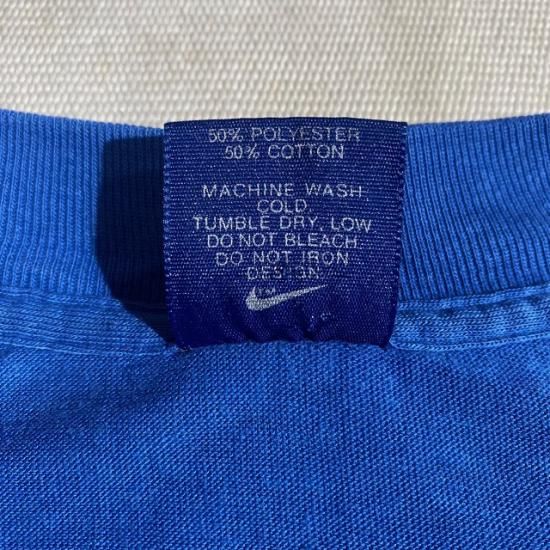 50% POLYESTER
50% COTTON
MACHINE WASH
COLD,
TUMBLE DRY, LOW
DO NOT BLEACH
DO NOT IRON
DESIGN
TM